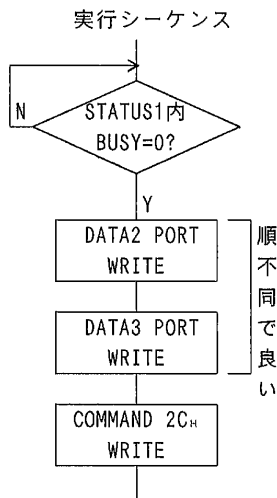 実行シーケンス
N
STATUS1内
BUSY=0?
Y
DATA2 PORT
WRITE
DATA3 PORT
WRITE
順不同で良い
COMMAND 2CH
WRITE